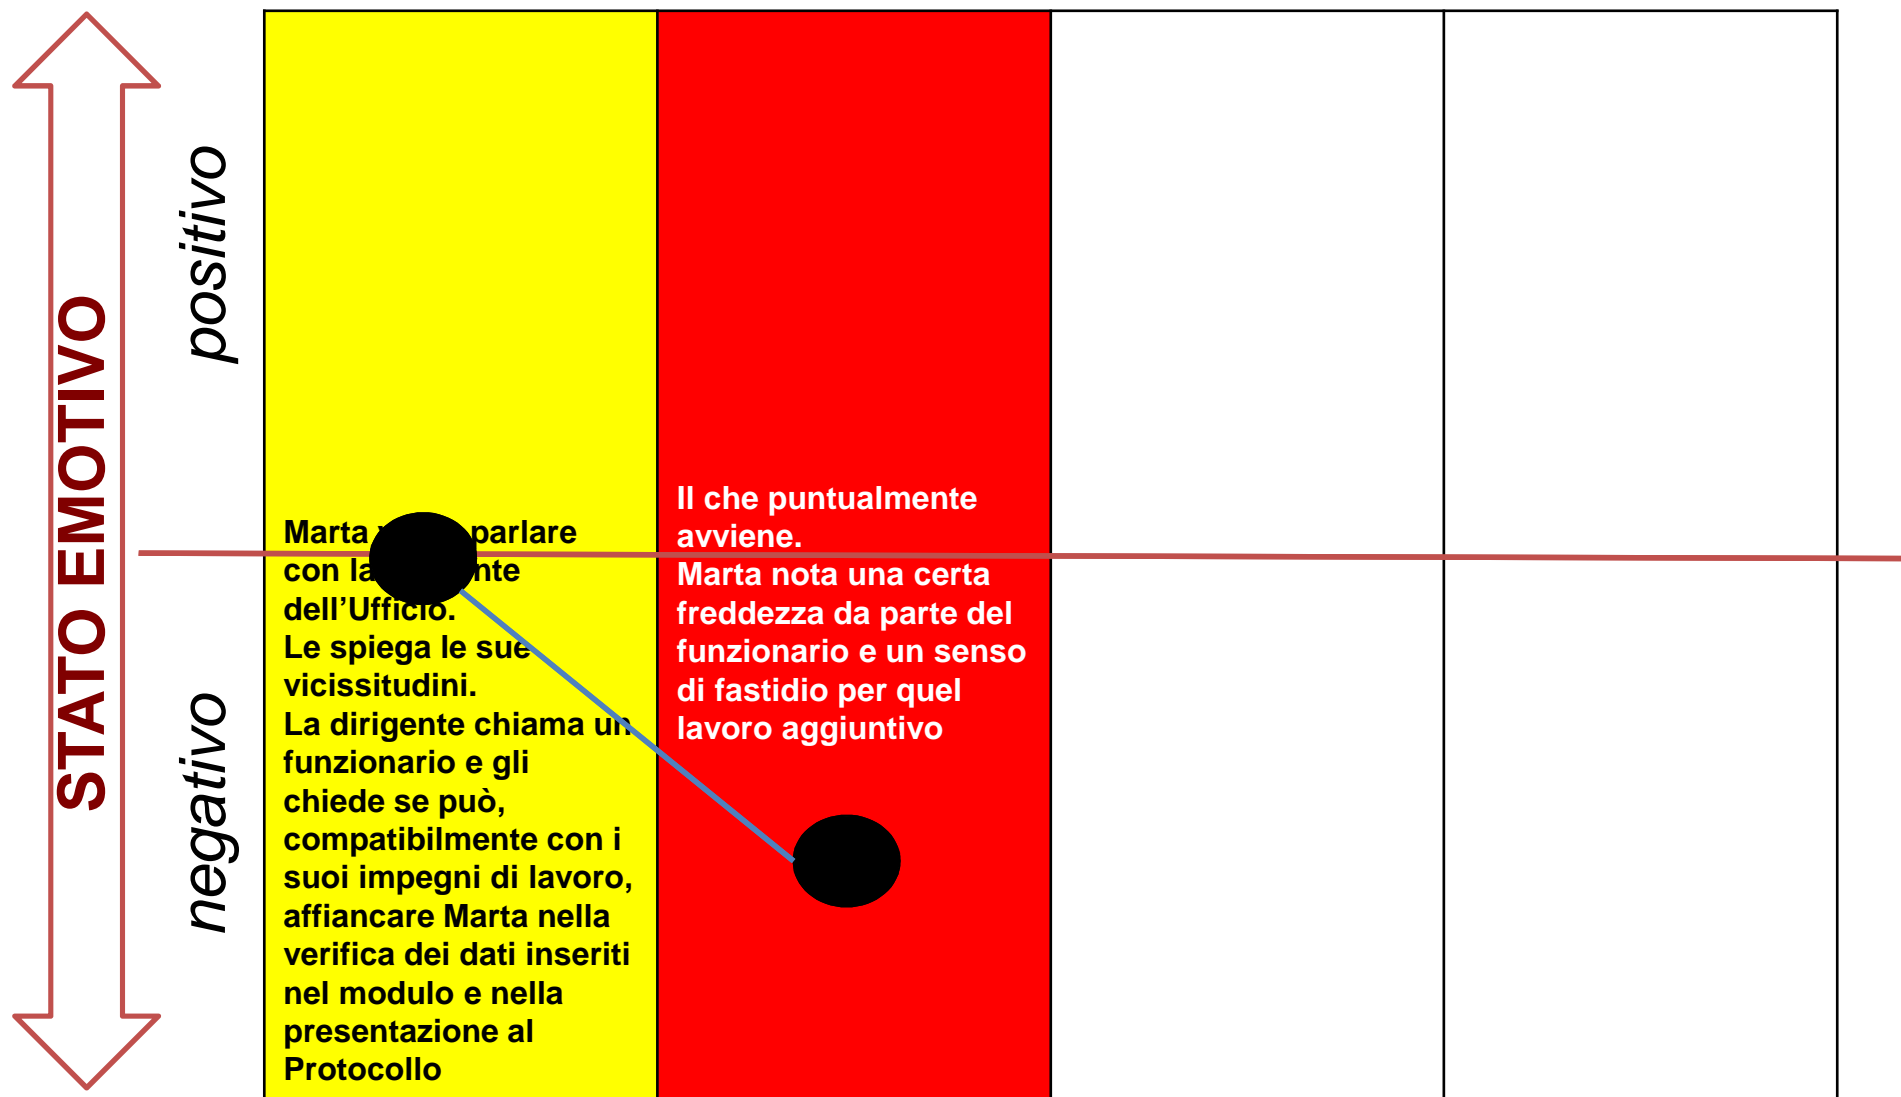 STATO EMOTIVO
positivo
negativo
Marta parlare
con la
dell’Ufficio.
Le spiega le sue
vicissitudini.
La dirigente chiama un
funzionario e gli
chiede se può,
compatibilmente con i
suoi impegni di lavoro,
affiancare Marta nella
verifica dei dati inseriti
nel modulo e nella
presentazione al
Protocollo
Il che puntualmente
avviene.
Marta nota una certa
freddezza da parte del
funzionario e un senso
di fastidio per quel
lavoro aggiuntivo